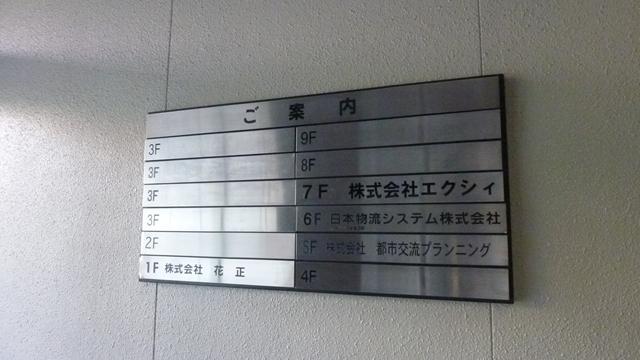 ご案内
3F
3F
3F
3F
2F
1F 株式会社 花正
9F
8F
7F 株式会社エクシィ
6F 日本物流システム株式会社
5F 株式会社 都市交流プランニング
4F